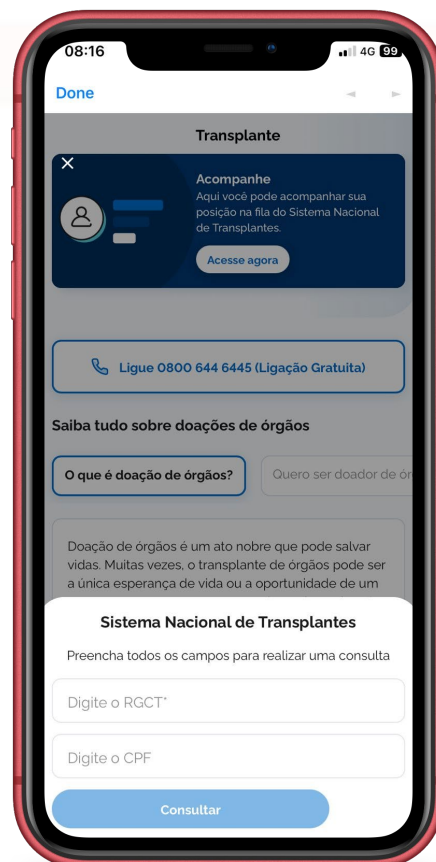 08:16
4G 99
Done
Transplante
Acompanhe
Aqui você pode acompanhar sua
posição na fila do Sistema Nacional
de Transplantes.
Acesse agora
Ligue 0800 644 6445 (Ligação Gratuita)
Saiba tudo sobre doações de órgãos
O que é doação de órgãos?
Quero ser doador de ór
Doação de órgãos é um ato nobre que pode salvar
vidas. Muitas vezes, o transplante de órgãos pode ser
a única esperança de vida ou a oportunidade de um
Sistema Nacional de Transplantes
Preencha todos os campos para realizar uma consulta
Digite o RGCT*
Digite o CPF
Consultar